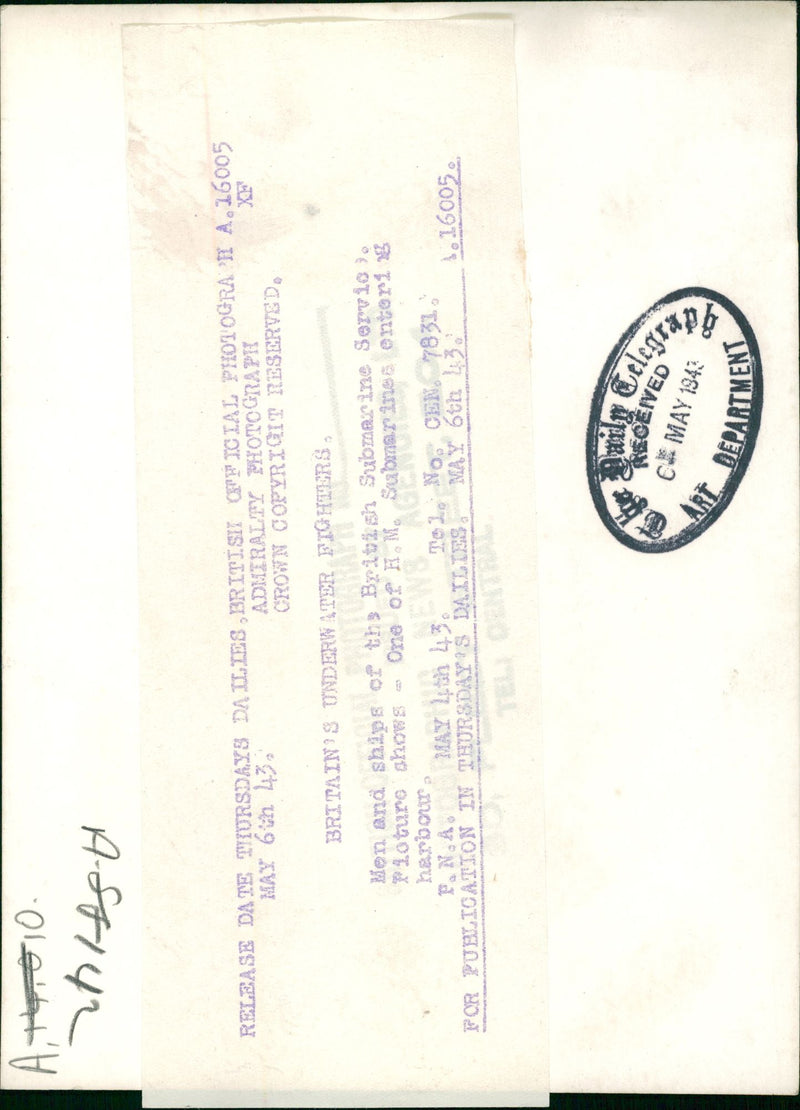 RELEASE DATE THURSDAYS DAILIES. BRITISH OFFICIAL PHOTOGRA H A.16005
MAY 6th 43. ADMIRALTY PHOTOGRAPH XF
CROWN COPYRIGHT RESERVED.
BRITAIN'S UNDERWATER FIGHTERS.
Men and ships of the British Submarine Servic .
Picture shows - One of H.M. Submarines entering
harbour.
P.N.A. MAY 4th 43. Tel. No. CEN. 7831.
FOR PUBLICATION IN THURSDAY'S DAILIES. MAY 6th 43. .16005.
The Daily Telegraph
RECEIVED
MAY 1943
ART DEPARTMENT
A. 10.